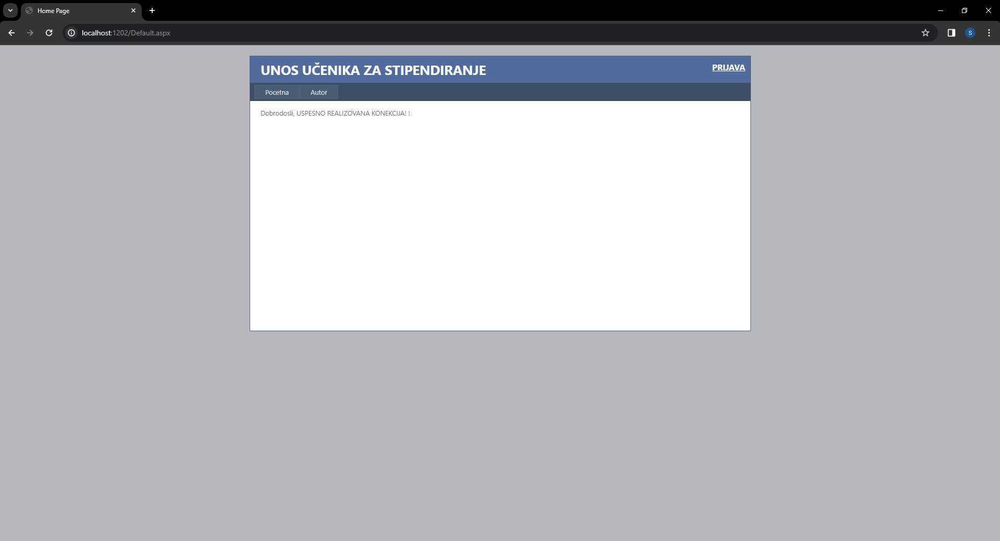 Home Page
localhost:1202/Default.aspx
S
UNOS UČENIKA ZA STIPENDIRANJE
PRIJAVA
Pocetna
Autor
Dobrodosli, USPESNO REALIZOVANA KONEKCIJA! !